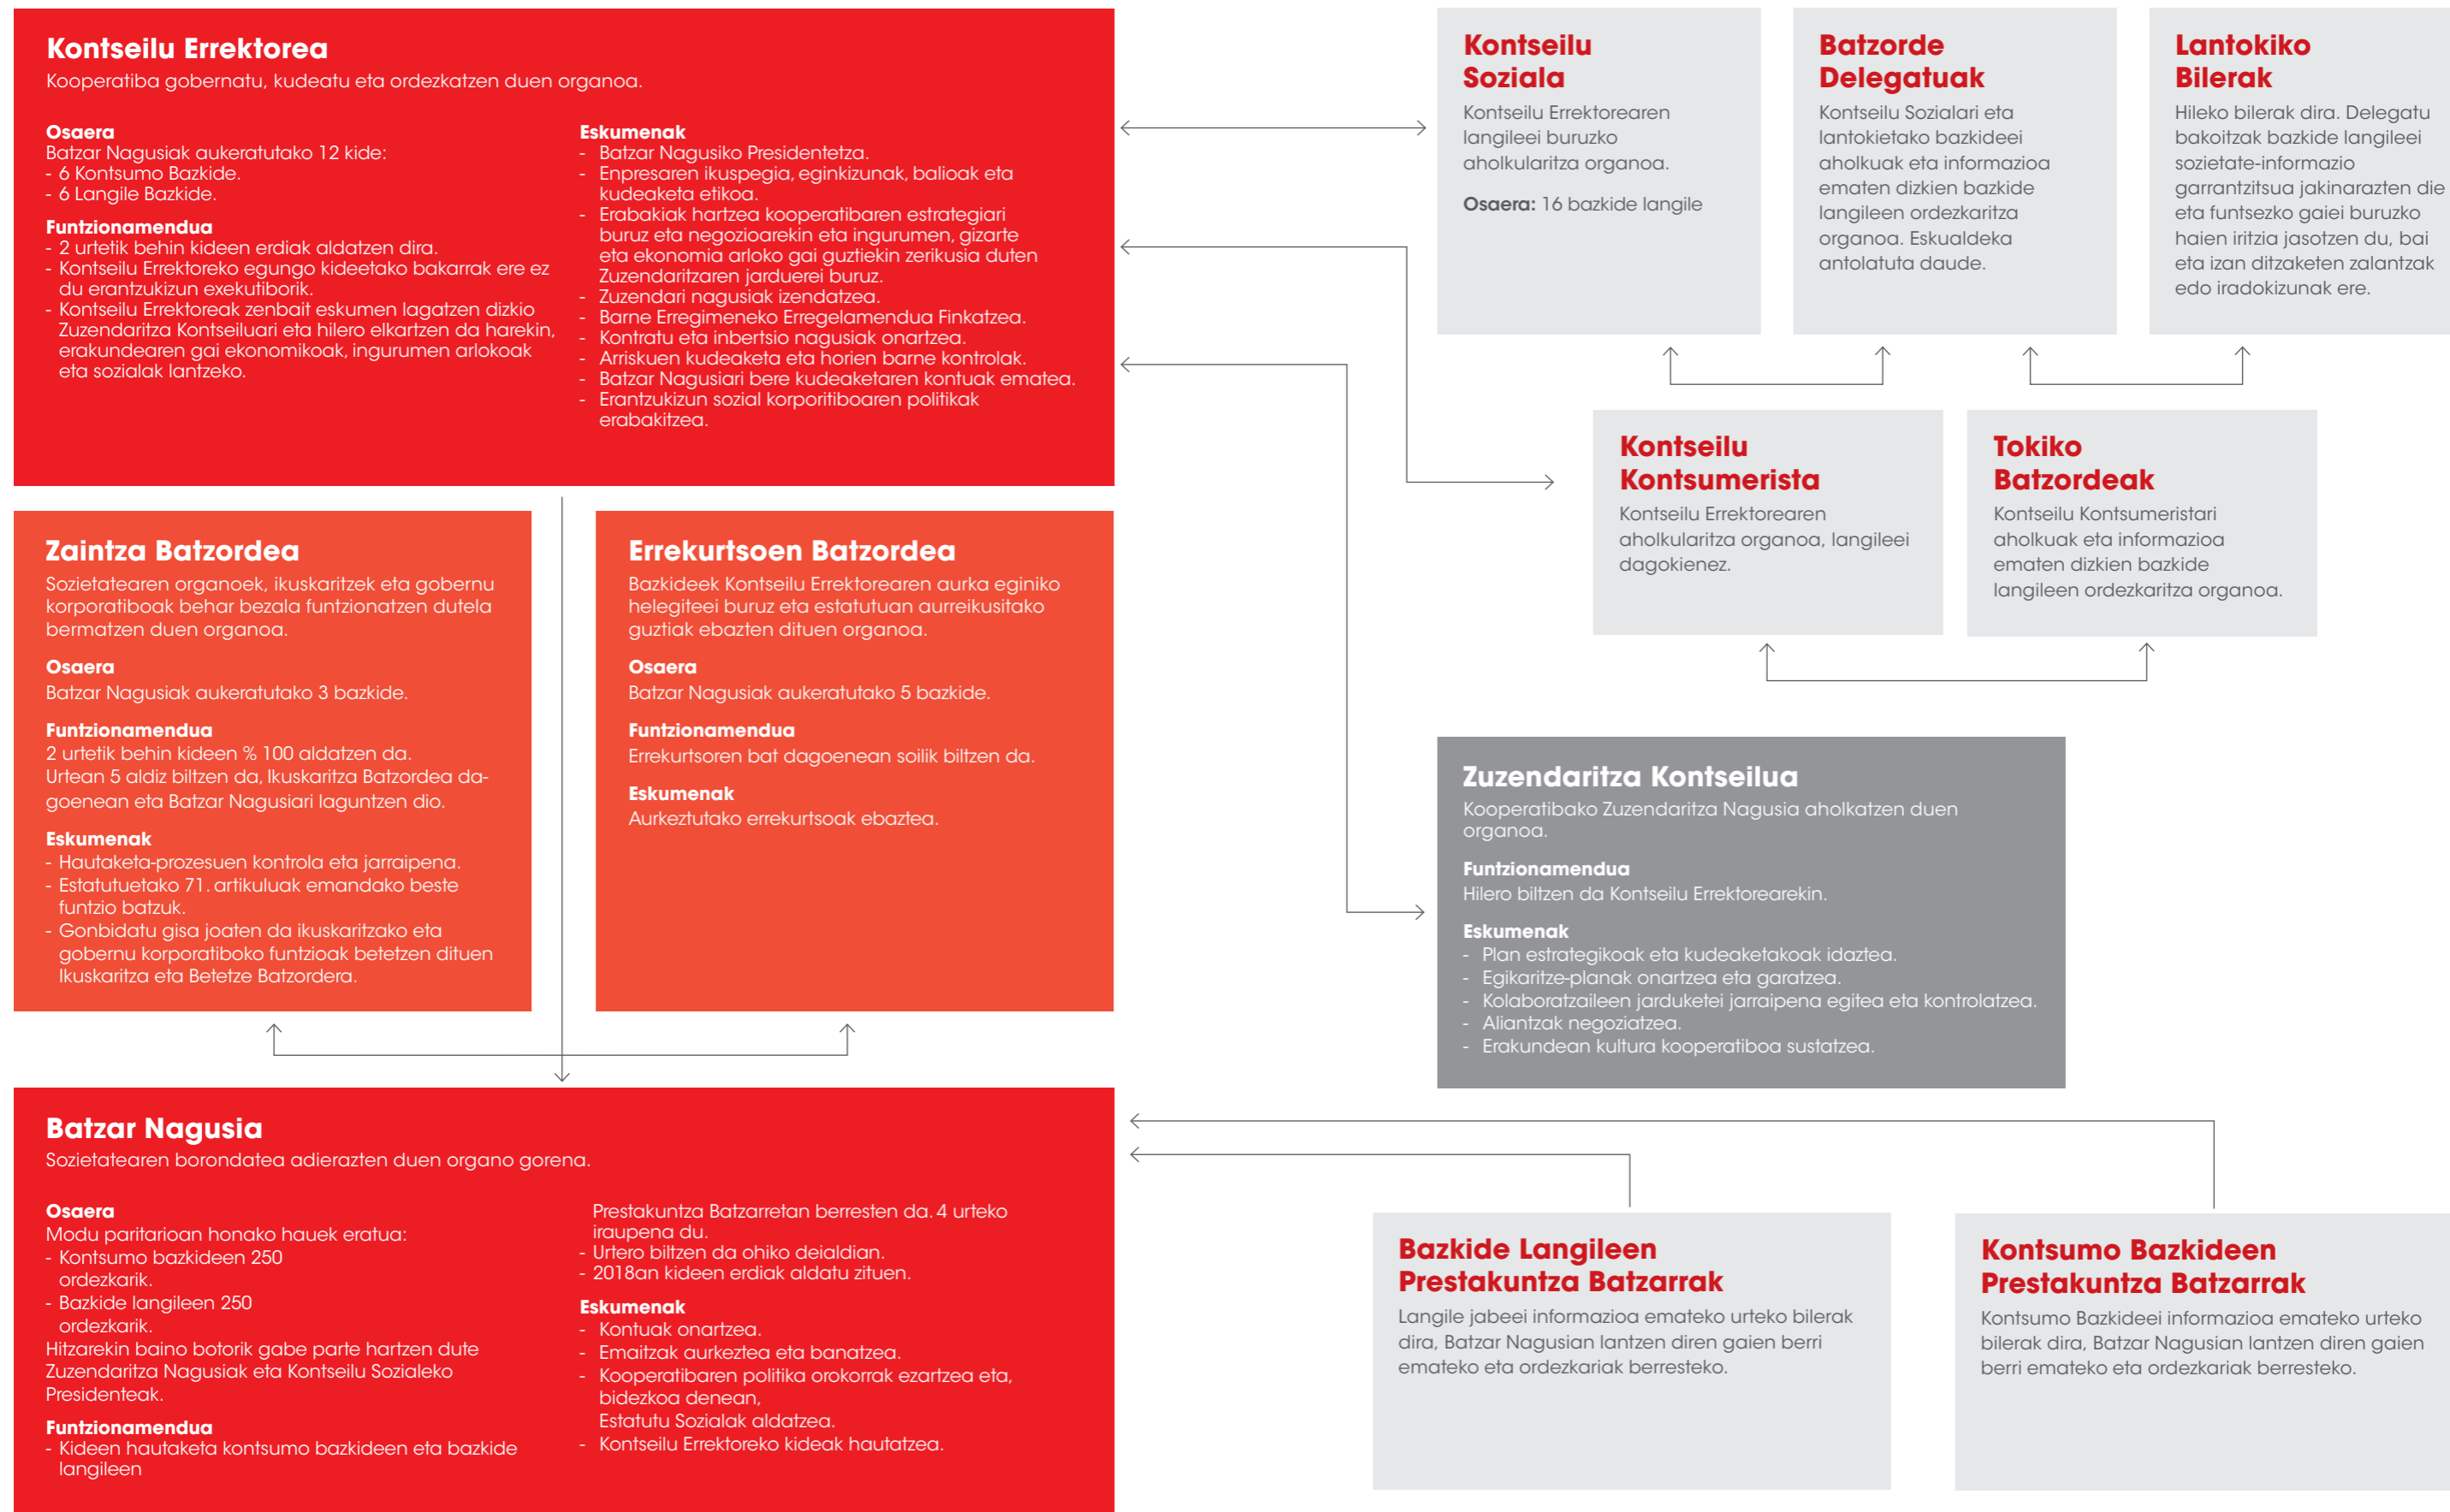 Kontseilu Errektorea
Kooperatiba gobernatu, kudeatu eta ordezkatzen duen organoa.
Osaera
Batzar Nagusiak aukeratutako 12 kide:
- 6 Kontsumo Bazkide.
- 6 Langile Bazkide.
Funtzionamendua
- 2 urtetik behin kideen erdiak aldatzen dira.
- Kontseilu Errektoreko egungo kideetako bakarrak ere ez
du erantzukizun exekutiborik.
- Kontseilu Errektoreak zenbait eskumen lagatzen dizkio
Zuzendaritza Kontseiluari eta hilero elkartzen da harekin,
erakundearen gai ekonomikoak, ingurumen arlokoak
eta sozialak lantzeko.
Eskumenak
- Batzar Nagusiko Presidentetza.
- Enpresaren ikuspegia, eginkizunak, balioak eta
kudeaketa etikoa.
- Erabakiak hartzea kooperatibaren estrategiari
buruz eta negozioarekin eta ingurumen, gizarte
eta ekonomia arloko gai guztiekin zerikusia duten
Zuzendaritzaren jarduerei buruz.
- Zuzendari nagusiak izendatzea.
- Barne Erregimeneko Erregelamendua Finkatzea.
- Kontratu eta inbertsio nagusiak onartzea.
- Arriskuen kudeaketa eta horien barne kontrolak.
- Batzar Nagusiari bere kudeaketaren kontuak ematea.
- Erantzukizun sozial korporitiboaren politikak
erabakitzea.
Kontseilu
Soziala
Kontseilu Errektorearen
langileei buruzko
aholkularitza organoa.
Osaera: 16 bazkide langile
Batzorde
Delegatuak
Kontseilu Sozialari eta
lantokietako bazkideei
aholkuak eta informazioa
ematen dizkien bazkide
langileen ordezkaritza
organoa. Eskualdeka
antolatuta daude.
Lantokiko
Bilerak
Hileko bilerak dira. Delegatu
bakoitzak bazkide langileei
sozietate-informazio
garrantzitsua jakinarazten die
eta funtsezko gaiei buruzko
haien iritzia jasotzen du, bai
eta izan ditzaketen zalantzak
edo iradokizunak ere.
Kontseilu
Kontsumerista
Kontseilu Errektorearen
aholkularitza organoa, langileei
dagokienez.
Tokiko
Batzordeak
Kontseilu Kontsumeristari
aholkuak eta informazioa
ematen dizkien bazkide
langileen ordezkaritza organoa.
Zaintza Batzordea
Sozietatearen organoek, ikuskaritzek eta gobernu
korporatiboak behar bezala funtzionatzen dutela
bermatzen duen organoa.
Osaera
Batzar Nagusiak aukeratutako 3 bazkide.
Funtzionamendua
2 urtetik behin kideen % 100 aldatzen da.
Urtean 5 aldiz biltzen da, Ikuskaritza Batzordea da-
goenean eta Batzar Nagusiari laguntzen dio.
Eskumenak
- Hautaketa-prozesuen kontrola eta jarraipena.
- Estatutuetako 71. artikuluak emandako beste
funtzio batzuk.
- Gonbidatu gisa joaten da ikuskaritzako eta
gobernu korporatiboko funtzioak betetzen dituen
Ikuskaritza eta Betetze Batzordera.
Errekurtsoen Batzordea
Bazkideek Kontseilu Errektorearen aurka eginiko
helegiteei buruz eta estatutuan aurreikusitako
guztiak ebazten dituen organoa.
Osaera
Batzar Nagusiak aukeratutako 5 bazkide.
Funtzionamendua
Errekurtsoren bat dagoenean soilik biltzen da.
Eskumenak
Aurkeztutako errekurtsoak ebaztea.
Zuzendaritza Kontseilua
Kooperatibako Zuzendaritza Nagusia aholkatzen duen
organoa.
Funtzionamendua
Hilero biltzen da Kontseilu Errektorearekin.
Eskumenak
- Plan estrategikoak eta kudeaketakoak idaztea.
- Egikaritze-planak onartzea eta garatzea.
- Kolaboratzaileen jarduketei jarraipena egitea eta kontrolatzea.
- Aliantzak negoziatzea.
- Erakundean kultura kooperatiboa sustatzea.
Batzar Nagusia
Sozietatearen borondatea adierazten duen organo gorena.
Osaera
Modu paritarioan honako hauek eratua:
- Kontsumo bazkideen 250
ordezkarik.
- Bazkide langileen 250
ordezkarik.
Hitzarekin baino botorik gabe parte hartzen dute
Zuzendaritza Nagusiak eta Kontseilu Sozialeko
Presidenteak.
Funtzionamendua
- Kideen hautaketa kontsumo bazkideen eta bazkide
langileen
Prestakuntza Batzarretan berresten da. 4 urteko
iraupena du.
- Urtero biltzen da ohiko deialdian.
- 2018an kideen erdiak aldatu zituen.
Eskumenak
- Kontuak onartzea.
- Emaitzak aurkeztea eta banatzea.
- Kooperatibaren politika orokorrak ezartzea eta,
bidezkoa denean,
Estatutu Sozialak aldatzea.
- Kontseilu Errektoreko kideak hautatzea.
Bazkide Langileen
Prestakuntza Batzarrak
Langile jabeei informazioa emateko urteko bilerak
dira, Batzar Nagusian lantzen diren gaien berri
emateko eta ordezkariak berresteko.
Kontsumo Bazkideen
Prestakuntza Batzarrak
Kontsumo Bazkideei informazioa emateko urteko
bilerak dira, Batzar Nagusian lantzen diren gaien
berri emateko eta ordezkariak berresteko.